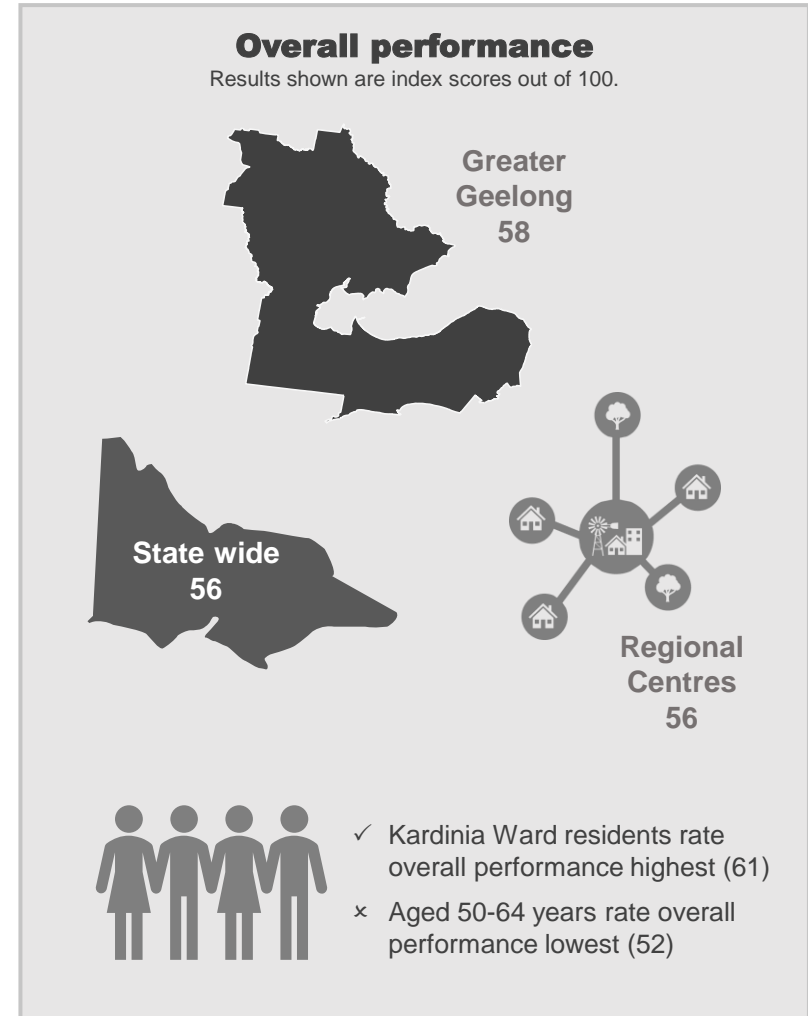 Overall performance
Results shown are index scores out of 100.
Greater
Geelong
58
State wide
56
Regional
Centres
56
✓ Kardinia Ward residents rate
overall performance highest (61)
× Aged 50-64 years rate overall
performance lowest (52)